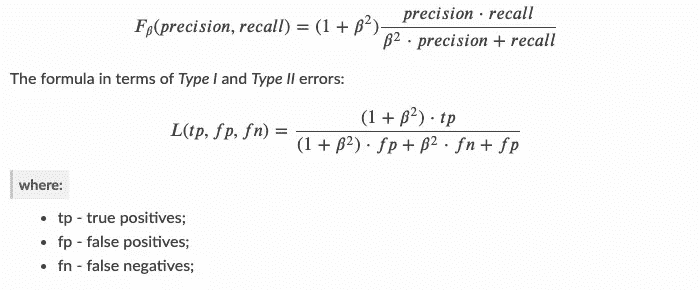 F_β(precision, recall) = (1 + β²) precision · recall / β² · precision + recall
The formula in terms of Type I and Type II errors:
L(tp, fp, fn) = (1 + β²) · tp / (1 + β²) · fp + β² · fn + fp
where:
• tp - true positives;
• fp - false positives;
• fn - false negatives;